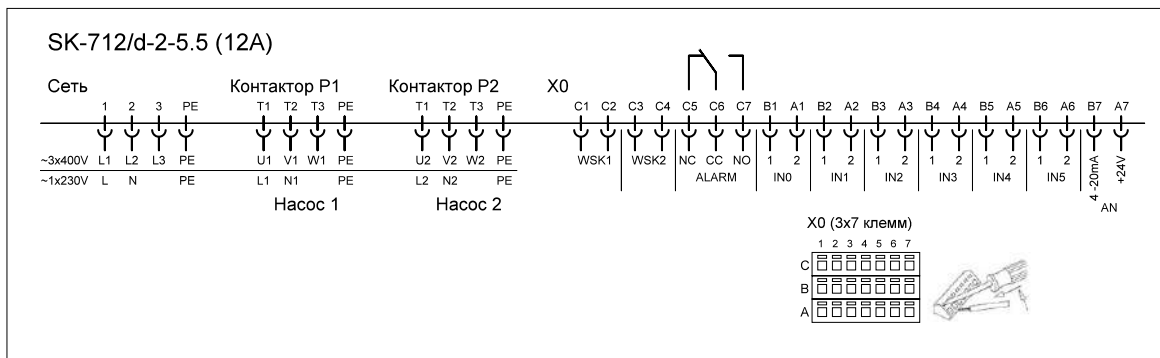 SK-712/d-2-5.5 (12A)
Сеть Контактор P1 Контактор P2 X0
1 2 3 PE T1 T2 T3 PE T1 T2 T3 PE C1 C2 C3 C4 C5 C6 C7 B1 A1 B2 A2 B3 A3 B4 A4 B5 A5 B6 A6 B7 A7
~3x400V L1 L2 L3 PE U1 V1 W1 PE U2 V2 W2 PE WSK1 WSK2 NC CC NO 1 2 1 2 1 2 1 2 1 2 1 2 4 -20mA +24V
~1x230V L N PE L1 N1 PE L2 N2 PE ALARM IN0 IN1 IN2 IN3 IN4 IN5 AN
Насос 1 Насос 2
X0 (3x7 клемм)
1 2 3 4 5 6 7
C
B
A